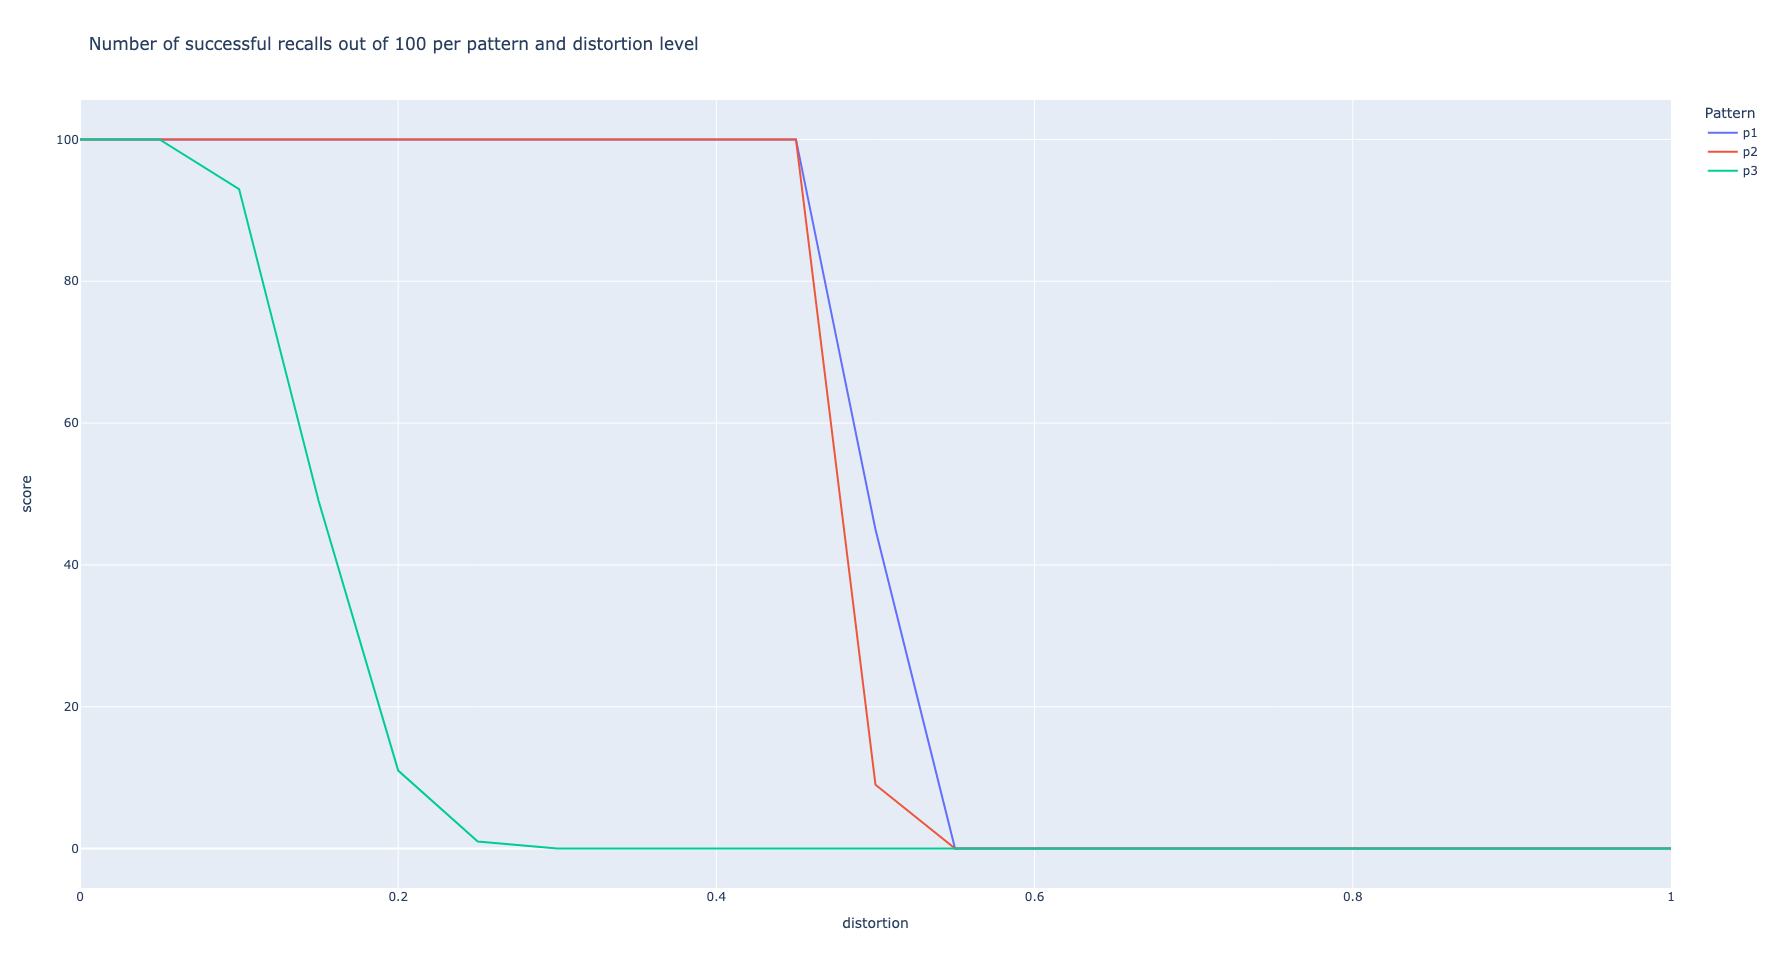 Number of successful recalls out of 100 per pattern and distortion level
Pattern
p1
p2
p3
100
80
60
40
20
0
score
0 0.2 0.4 0.6 0.8 1
distortion